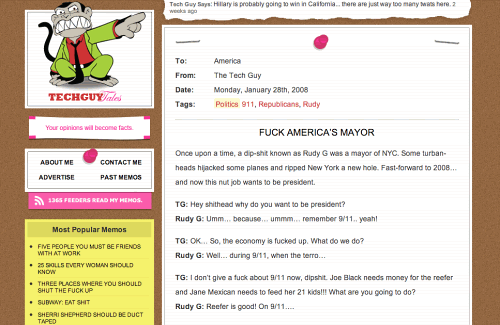 Tech Guy Says: Hillary is probably going to win in California... there are just way too many twats here. 2
weeks ago
TECHGUY Tales
Your opinions will become facts.
ABOUT ME
CONTACT ME
ADVERTISE
PAST MEMOS
1365 FEEDERS READ MY MEMOS.
Most Popular Memos
FIVE PEOPLE YOU MUST BE FRIENDS
WITH AT WORK
25 SKILLS EVERY WOMAN SHOULD
KNOW
THREE PLACES WHERE YOU SHOULD
SHUT THE FUCK UP
SUBWAY: EAT SHIT
SHERRI SHEPHERD SHOULD BE DUCT
TAPED
To: America
From: The Tech Guy
Date: Monday, January 28th, 2008
Tags: Politics 911, Republicans, Rudy
FUCK AMERICA'S MAYOR
Once upon a time, a dip-shit known as Rudy G was a mayor of NYC. Some turban-
heads hijacked some planes and ripped New York a new hole. Fast-forward to 2008…
and now this nut job wants to be president.
TG: Hey shithead why do you want to be president?
Rudy G: Umm… because… ummm… remember 9/11.. yeah!
TG: OK… So, the economy is fucked up. What do we do?
Rudy G: Well… during 9/11, when the terro…
TG: I don't give a fuck about 9/11 now, dipshit. Joe Black needs money for the reefer
and Jane Mexican needs to feed her 21 kids!!! What are you going to do?
Rudy G: Reefer is good! On 9/11….